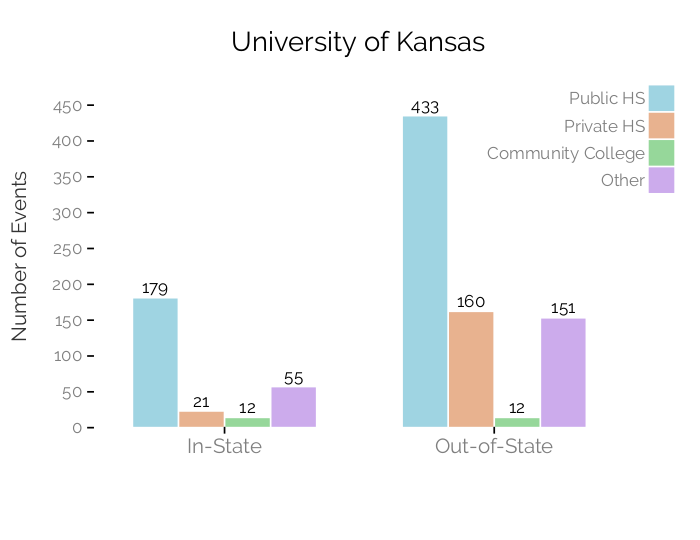 University of Kansas
Number of Events
450
400
350
300
250
200
150
100
50
0
Public HS
Private HS
Community College
Other
179
21
12
55
433
160
12
151
In-State
Out-of-State